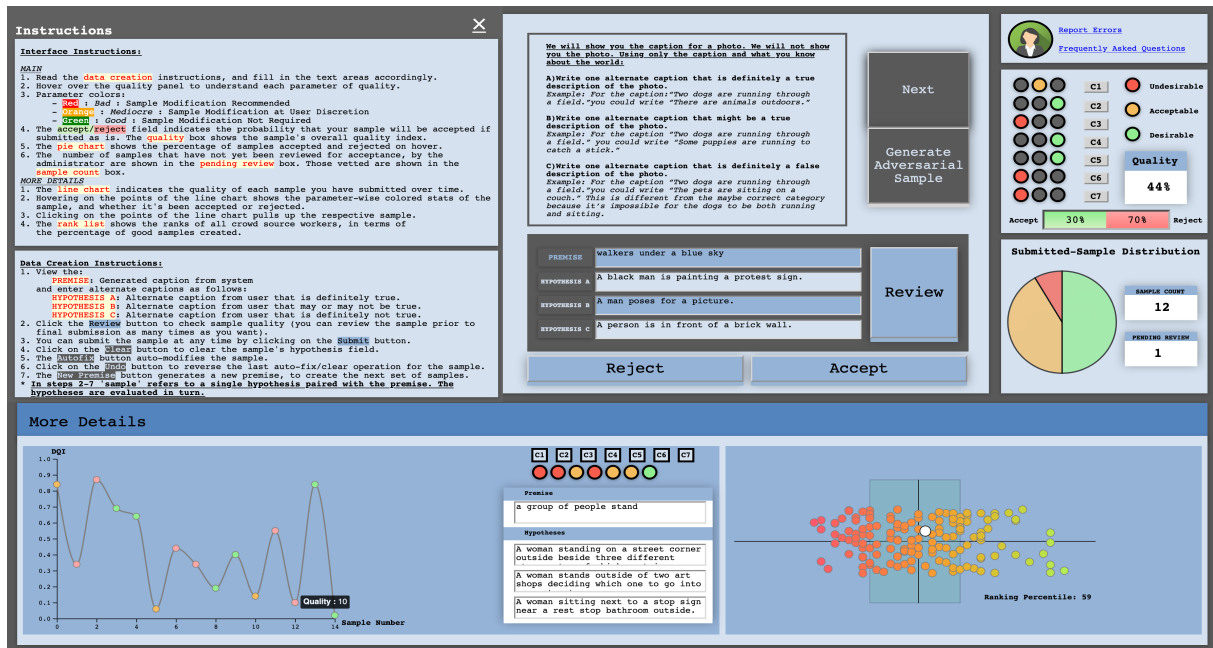 Instructions
Interface Instructions:
MAIN
1. Read the data creation instructions, and fill in the text areas accordingly.
2. Hover over the quality panel to understand each parameter of quality.
3. Parameter colors:
- Red : Bad : Sample Modification Recommended
- Orange : Mediocre : Sample Modification at User Discretion
- Green : Good : Sample Modification Not Required
4. The accept/reject field indicates the probability that your sample will be accepted if
submitted as is. The quality box shows the sample's overall quality index.
5. The pie chart shows the percentage of samples accepted and rejected on hover.
6. The number of samples that have not yet been reviewed for acceptance, by the
administrator are shown in the pending review box. Those vetted are shown in the
sample count box.
MORE DETAILS
1. The line chart indicates the quality of each sample you have submitted over time.
2. Hovering on the points of the line chart shows the parameter-wise colored stats of the
sample, and whether it's been accepted or rejected.
3. Clicking on the points of the line chart pulls up the respective sample.
4. The rank list shows the ranks of all crowd source workers, in terms of
the percentage of good samples created.
Data Creation Instructions:
1. View the:
PREMISE: Generated caption from system
and enter alternate captions as follows:
HYPOTHESIS A: Alternate caption from user that is definitely true.
HYPOTHESIS B: Alternate caption from user that may or may not be true.
HYPOTHESIS C: Alternate caption from user that is definitely not true.
2. Click the Review button to check sample quality (you can review the sample prior to
final submission as many times as you want).
3. You can submit the sample at any time by clicking on the Submit button.
4. Click on the Clear button to clear the sample's hypothesis field.
5. The Autofix button auto-modifies the sample.
6. Click on the Undo button to reverse the last auto-fix/clear operation for the sample.
7. The New Premise button generates a new premise, to create the next set of samples.
* In steps 2-7 'sample' refers to a single hypothesis paired with the premise. The
hypotheses are evaluated in turn.
We will show you the caption for a photo. We will not show
you the photo. Using only the caption and what you know
about the world:
A)Write one alternate caption that is definitely a true
description of the photo.
Example: For the caption:"Two dogs are running through
a field."you could write "There are animals outdoors."
B)Write one alternate caption that might be a true
description of the photo.
Example: For the caption "Two dogs are running through
a field." you could write "Some puppies are running to
catch a stick."
C)Write one alternate caption that is definitely a false
description of the photo.
Example: For the caption "Two dogs are running through
a field."you could write "The pets are sitting on a
couch." This is different from the maybe correct category
because it's impossible for the dogs to be both running
and sitting.
Next
Generate
Adversarial
Sample
PREMISE
walkers under a blue sky
HYPOTHESIS A
A black man is painting a protest sign.
HYPOTHESIS B
A man poses for a picture.
HYPOTHESIS C
A person is in front of a brick wall.
Review
Reject
Accept
Report Errors
Frequently Asked Questions
C1
C2
C3
C4
C5
C6
C7
Undesirable
Acceptable
Desirable
Quality
44%
Accept
30%
70%
Reject
Submitted-Sample Distribution
SAMPLE COUNT
12
PENDING REVIEW
1
More Details
DQI
1.0
0.9
0.8
0.7
0.6
0.5
0.4
0.3
0.2
0.1
0.0
0 2 4 6 8 10 12 14
Sample Number
Quality : 10
C1 C2 C3 C4 C5 C6 C7
Premise
a group of people stand
Hypotheses
A woman standing on a street corner
outside beside three different
A woman stands outside of two art
shops deciding which one to go into
A woman sitting next to a stop sign
near a rest stop bathroom outside.
Ranking Percentile: 59